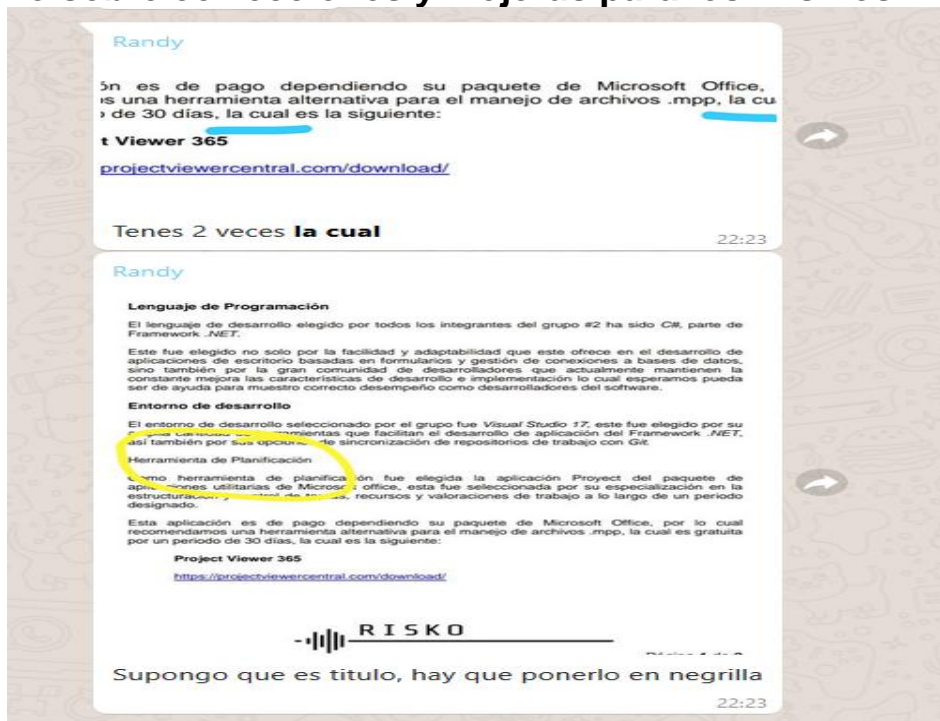 Randy
ón es de pago dependiendo su paquete de Microsoft Office,
s una herramienta alternativa para el manejo de archivos .mpp, la cu
de 30 días, la cual es la siguiente:
t Viewer 365
projectviewercentral.com/download/
Tenes 2 veces la cual
22:23
Randy
Lenguaje de Programación
El lenguaje de desarrollo elegido por todos los integrantes del grupo #2 ha sido C#, parte de
Framework .NET.
Este fue elegido no solo por la facilidad y adaptabilidad que este ofrece en el desarrollo de
aplicaciones de escritorio basadas en formularios y gestión de conexiones a bases de datos,
sino también por la gran comunidad de desarrolladores que actualmente mantienen la
constante mejora las características de desarrollo e implementación lo cual esperamos pueda
ser de ayuda para nuestro correcto desempeño como desarrolladores del software.
Entorno de desarrollo
El entorno de desarrollo seleccionado por el grupo fue Visual Studio 17, este fue elegido por su
amplia cantidad de herramientas que facilitan el desarrollo de aplicación del Framework .NET,
así también por sus opciones de sincronización de repositorios de trabajo con Git.
Herramienta de Planificación
Como herramienta de planificación fue elegida la aplicación Proyect del paquete de
aplicaciones utilitarias de Microsoft office, esta fue seleccionada por su especialización en la
estructuración y control de tareas, recursos y valoraciones de trabajo a lo largo de un periodo
designado.
Esta aplicación es de pago dependiendo su paquete de Microsoft Office, por lo cual
recomendamos una herramienta alternativa para el manejo de archivos .mpp, la cual es gratuita
por un periodo de 30 días, la cual es la siguiente:
Project Viewer 365
https://projectviewercentral.com/download/
RISKO
Supongo que es titulo, hay que ponerlo en negrilla
22:23